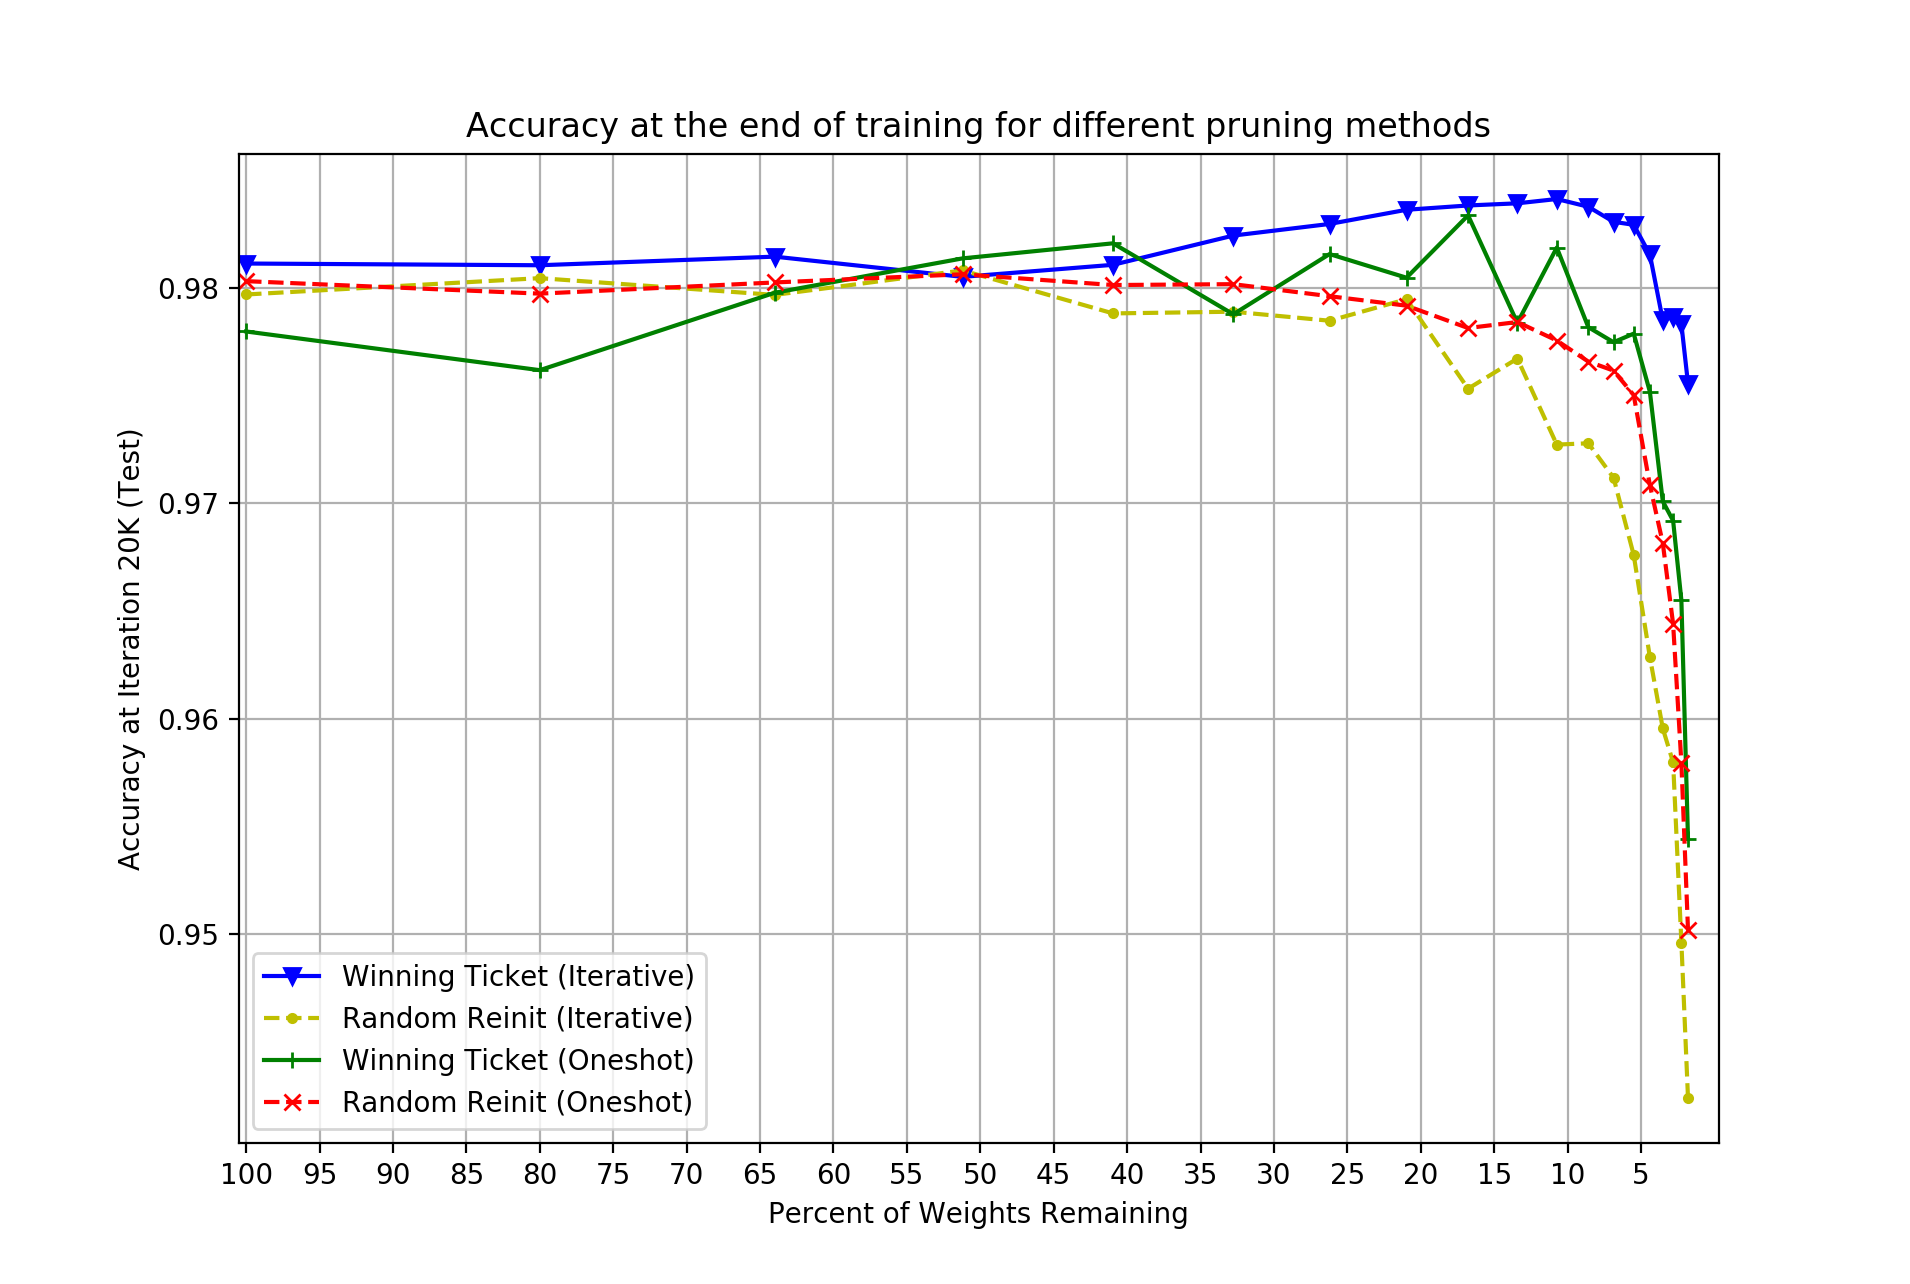 Accuracy at the end of training for different pruning methods
Accuracy at Iteration 20K (Test)
0.98
0.97
0.96
0.95
Winning Ticket (Iterative)
Random Reinit (Iterative)
Winning Ticket (Oneshot)
Random Reinit (Oneshot)
100 95 90 85 80 75 70 65 60 55 50 45 40 35 30 25 20 15 10 5
Percent of Weights Remaining